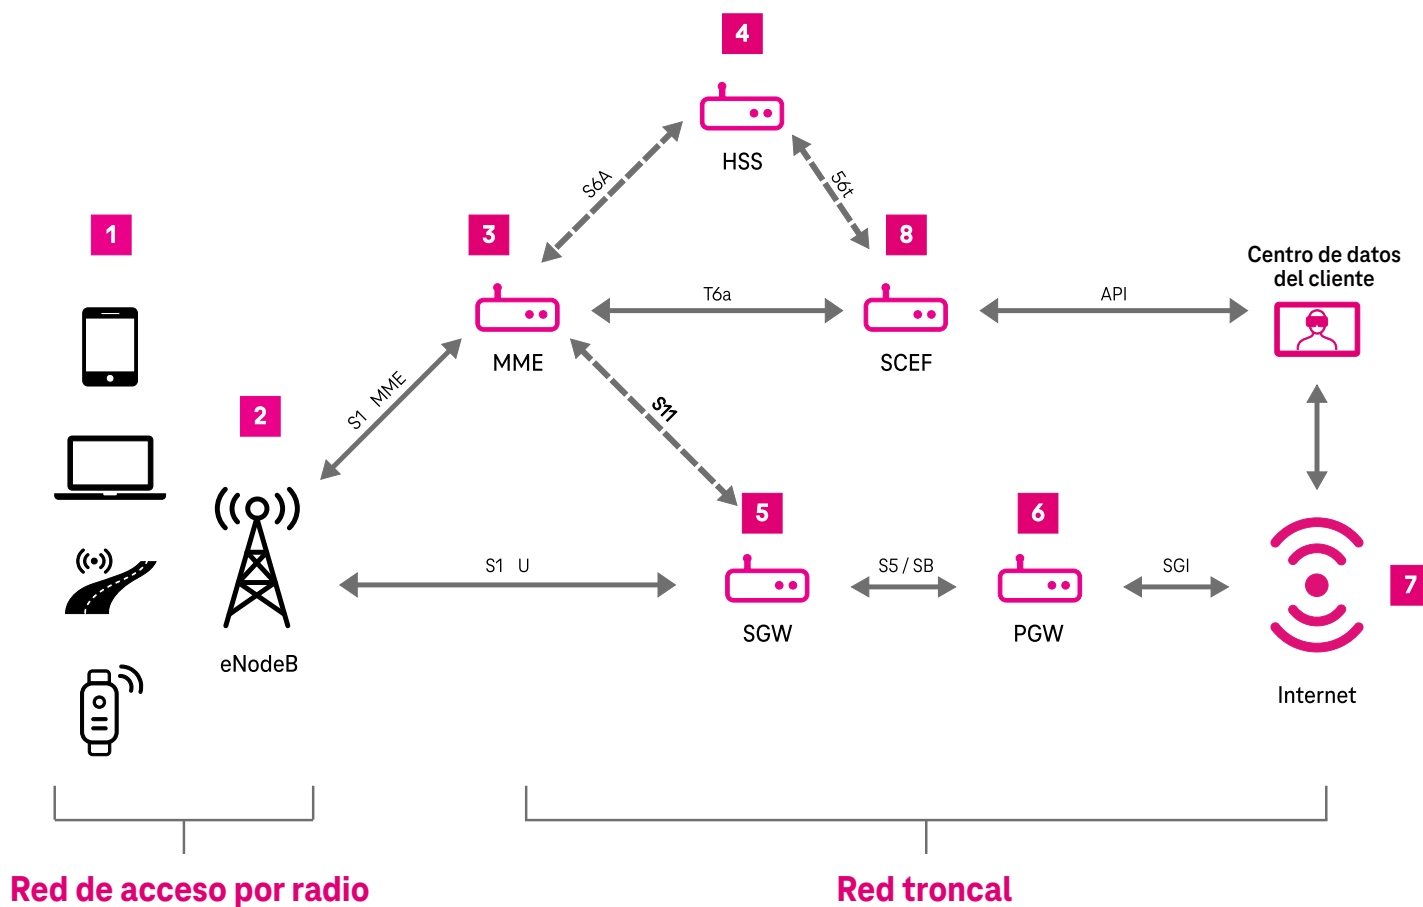 4
HSS
S6A
56t
1
3
8
Centro de datos
del cliente
T6a
API
MME
SCEF
S1 MME
2
S11
5
6
S1 U
S5 / SB
SGI
7
SGW
PGW
eNodeB
Internet
Red de acceso por radio
Red troncal